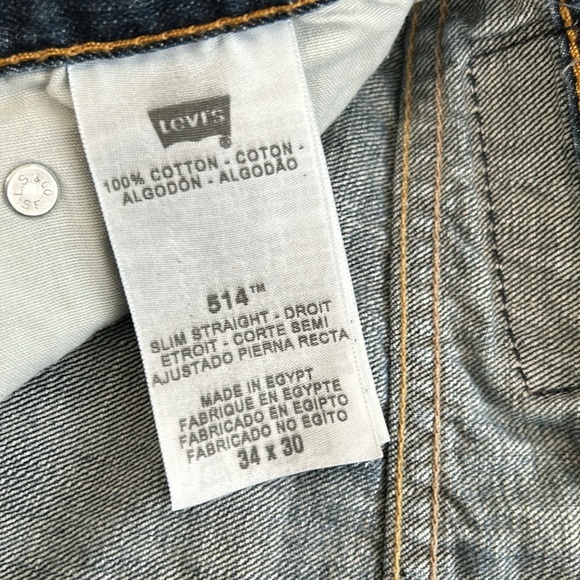 Levi's
®
100% COTTON - COTON -
ALGODÓN - ALGODÃO
514™
SLIM STRAIGHT - DROIT
ETROIT - CORTE SEMI
AJUSTADO PIERNA RECTA
MADE IN EGYPT
FABRIQUE EN EGYPTE
FABRICADO EN EGIPTO
FABRICADO NO EGITO
34 x 30
L.S.&CO
S.F.